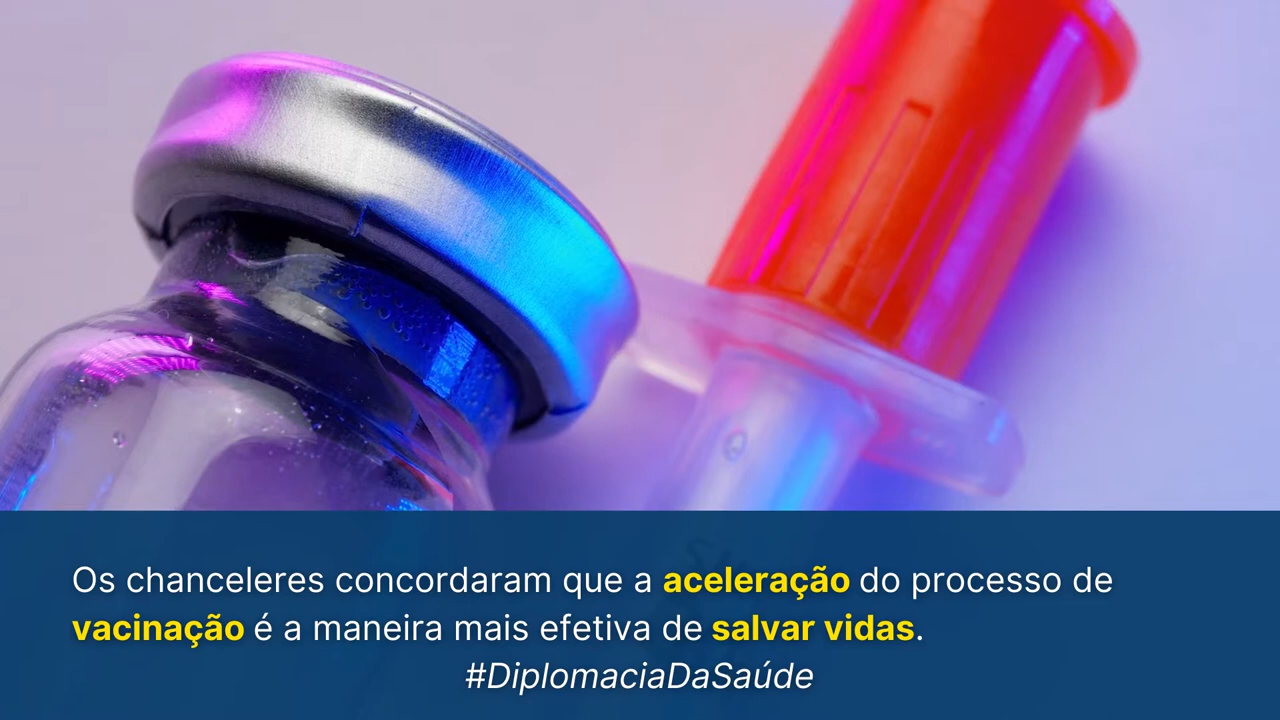 Os chanceleres concordaram que a aceleração do processo de
vacinação é a maneira mais efetiva de salvar vidas.
#DiplomaciaDaSaúde